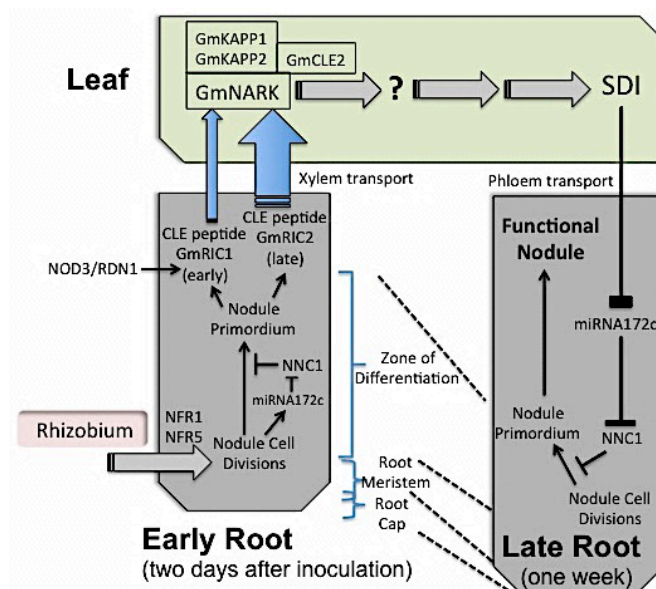 Leaf
GmKAPP1
GmKAPP2
GmCLE2
GmNARK
?
SDI
Xylem transport
Phloem transport
CLE peptide
GmRIC1
(early)
CLE peptide
GmRIC2
(late)
NOD3/RDN1
Nodule
Primordium
NNC1
miRNA172c
Nodule Cell
Divisions
NFR1
NFR5
Rhizobium
Zone of
Differentiation
Root
Meristem
Root
Cap
Early Root
(two days after inoculation)
Functional
Nodule
miRNA172c
Nodule
Primordium
NNC1
Nodule Cell
Divisions
Late Root
(one week)